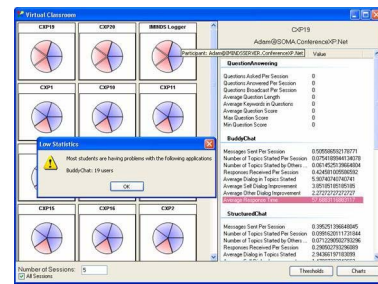 Virtual Classroom
CXP19
CXP20
IMINDS Logger
CXP19
Adam@SOMA.ConferenceXP.Net
Participant: Adam@IMINDSSERVER.ConferenceXP.Net
Value
QuestionAnswering
Questions Asked Per Session 0
Questions Answered Per Session 0
Questions Broadcast Per Session 0
Average Question Length 0
Average Keywords in Questions 0
Average Question Score 0
Max Question Score 0
Min Question Score 0
CXP1
CXP10
CXP11
BuddyChat
Messages Sent Per Session
Number of Topics Started Per Session
Number of Topics Started by Others ...
Responses Received Per Session
Average Dialog in Topics Started
Average Self Dialog Improvement
Average Other Dialog Improvement
Average Response Time
Low Statistics
Most students are having problems with the following applications
BuddyChat: 19 users
OK
CXP15
CXP16
CXP2
StructuredChat
Messages Sent Per Session
Number of Topics Started Per Session
Number of Topics Started by Others ...
Responses Received Per Session
Average Dialog in Topics Started
Number of Sessions: 5
All Sessions
Thresholds
Charts